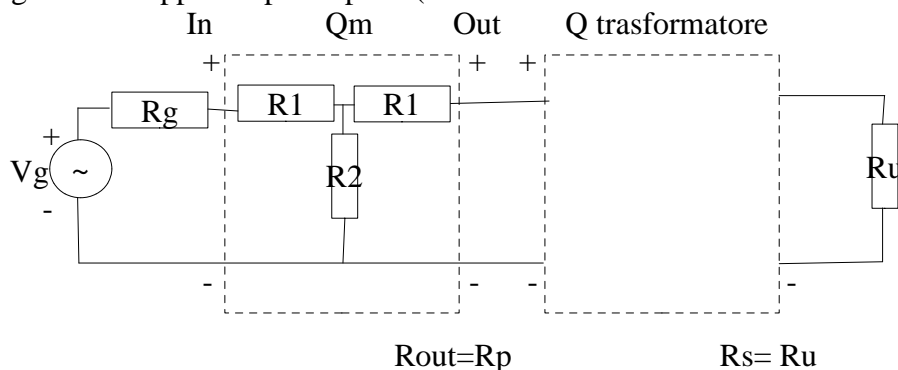 In Qm Out Q trasformatore
+ + +
Rg R1 R1
+
Vg ~ R2 Ru
-
- - - -
Rout=Rp Rs= Ru